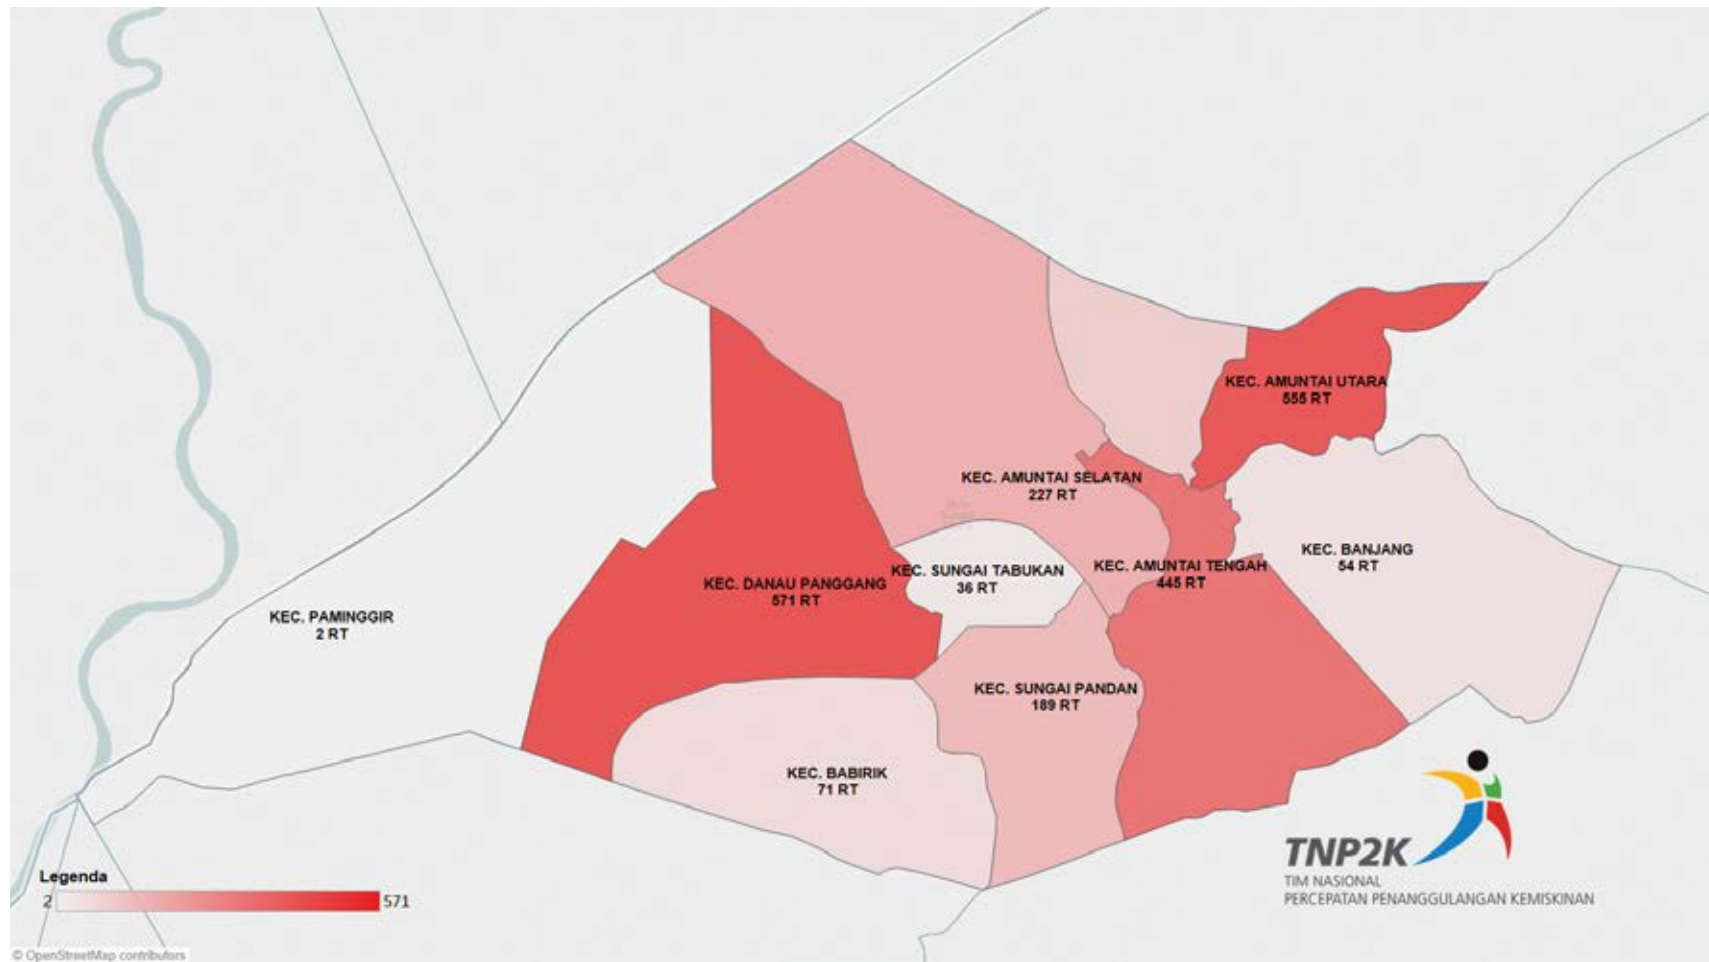 KEC. AMUNTAI UTARA
555 RT
KEC. AMUNTAI SELATAN
227 RT
KEC. BANJANG
54 RT
KEC. AMUNTAI TENGAH
445 RT
KEC. SUNGAI TABUKAN
36 RT
KEC. DANAU PANGGANG
571 RT
KEC. PAMINGGIR
2 RT
KEC. SUNGAI PANDAN
189 RT
KEC. BABIRIK
71 RT
TNP2K
TIM NASIONAL
PERCEPATAN PENANGGULANGAN KEMISKINAN
Legenda
2 571
© OpenStreetMap contributors